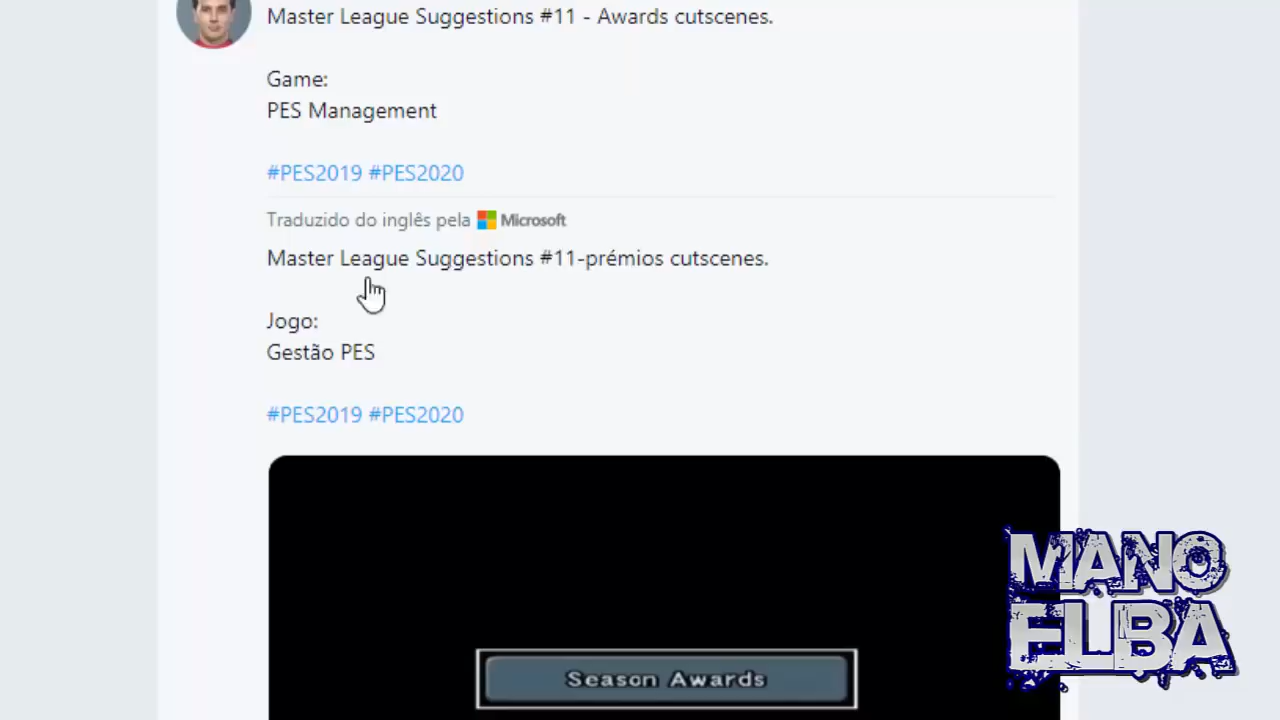 Master League Suggestions #11 - Awards cutscenes.
Game:
PES Management
#PES2019 #PES2020
Traduzido do inglês pela Microsoft
Master League Suggestions #11-prémios cutscenes.
Jogo:
Gestão PES
#PES2019 #PES2020
Season Awards
MANO
ELBA